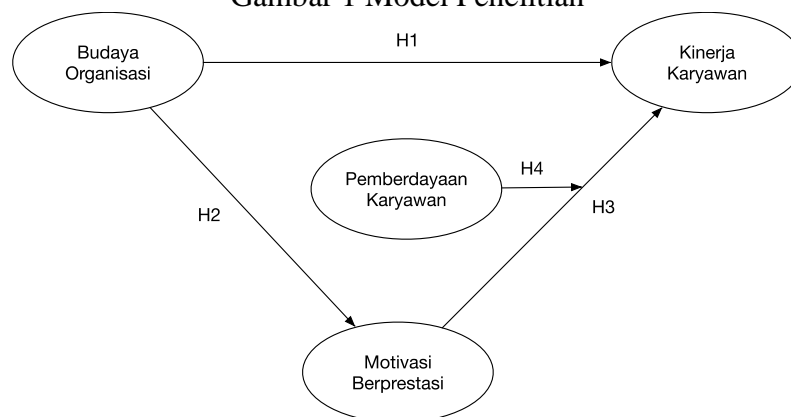 Gambar 1 Model Penelitian
Budaya
Organisasi
H1
Kinerja
Karyawan
Pemberdayaan
Karyawan
H4
H3
H2
Motivasi
Berprestasi